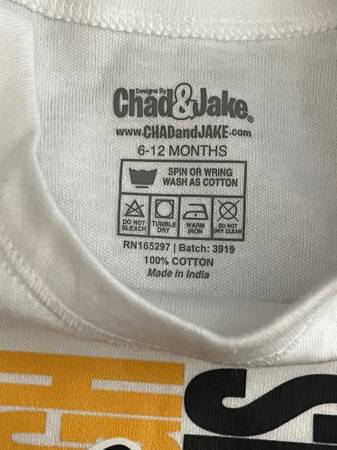 Designs By
Chad&Jake®
www.CHADandJAKE.com
6-12 MONTHS
SPIN OR WRING
WASH AS COTTON
DO NOT BLEACH
TUMBLE DRY
WARM IRON
DO NOT DRY CLEAN
RN165297 | Batch: 3919
100% COTTON
Made in India